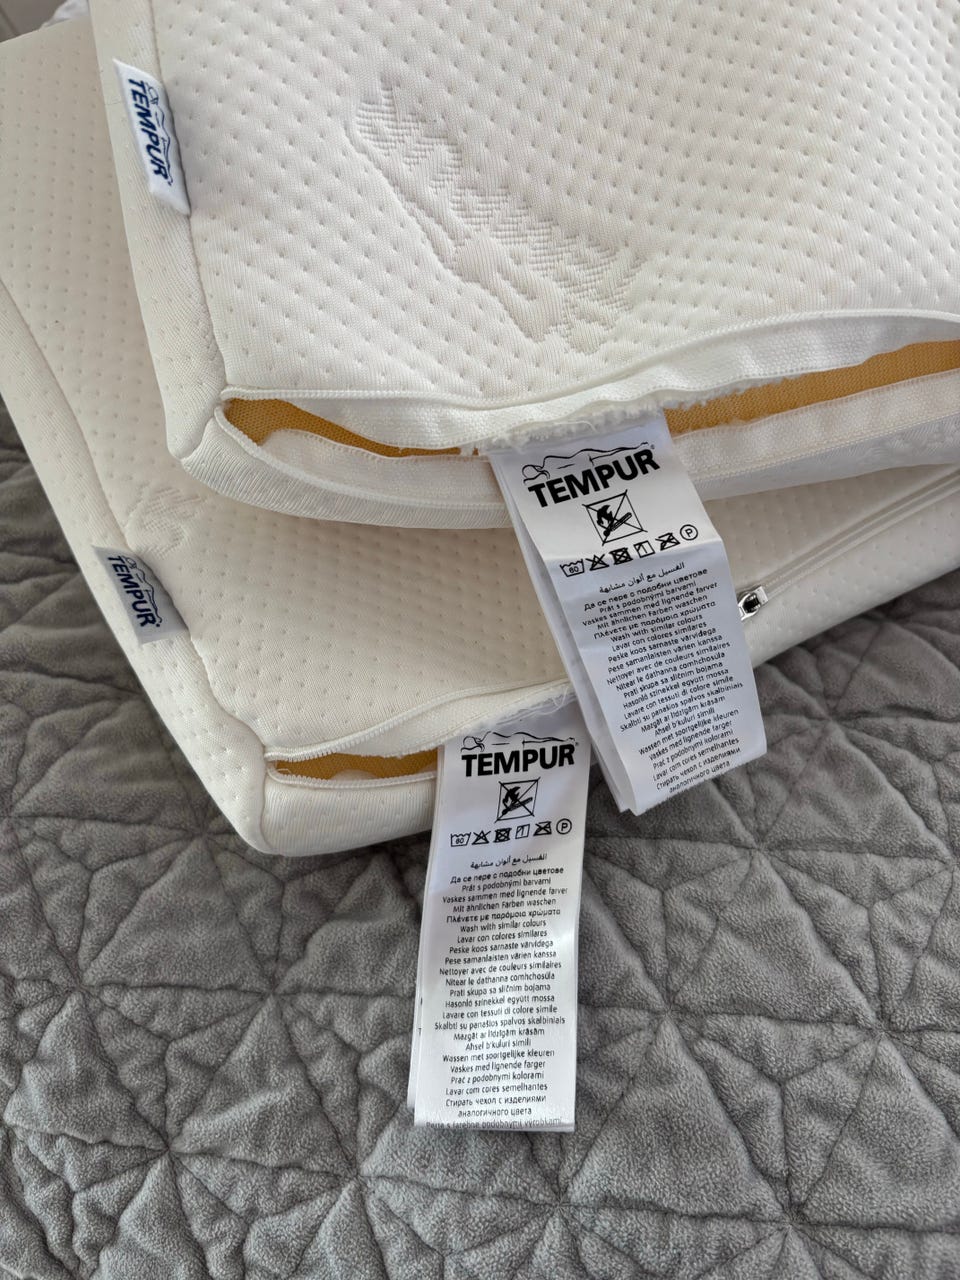 TEMPUR
TEMPUR
TEMPUR®
60
P
الغسيل مع ألوان مشابهة
Да се пере с подобни цветове
Prát s podobnými barvami
Vaskes sammen med lignende farver
Mit ähnlichen Farben waschen
Πλένετε με παρόμοια χρώματα
Wash with similar colours
Lavar con colores similares
Peske koos sarnaste värvidega
Pese samanlaisten värien kanssa
Nettoyer avec de couleurs similaires
Nitear le dathanna comhchosúla
Prati skupa sa sličnim bojama
Hasonló színekkel együtt mossa
Lavare con tessuti di colore simile
Skalbti su panašios spalvos skalbiniais
Mazgāt ar līdzīgām krāsām
Aħsel b'kuluri simili
Wassen met soortgelijke kleuren
Vaskes med lignende farger
Prać z podobnymi kolorami
Lavar com cores semelhantes
Стирать чехол с изделиями
аналогичного цвета
TEMPUR®
60
P
الغسيل مع ألوان مشابهة
Да се пере с подобни цветове
Prát s podobnými barvami
Vaskes sammen med lignende farver
Mit ähnlichen Farben waschen
Πλένετε με παρόμοια χρώματα
Wash with similar colours
Lavar con colores similares
Peske koos sarnaste värvidega
Pese samanlaisten värien kanssa
Nettoyer avec de couleurs similaires
Nitear le dathanna comhchosúla
Prati skupa sa sličnim bojama
Hasonló színekkel együtt mossa
Lavare con tessuti di colore simile
Skalbti su panašios spalvos skalbiniais
Mazgāt ar līdzīgām krāsām
Aħsel b'kuluri simili
Wassen met soortgelijke kleuren
Vaskes med lignende farger
Prać z podobnymi kolorami
Lavar com cores semelhantes
Стирать чехол с изделиями
аналогичного цвета
Perte s farebne podobnými výrobkami